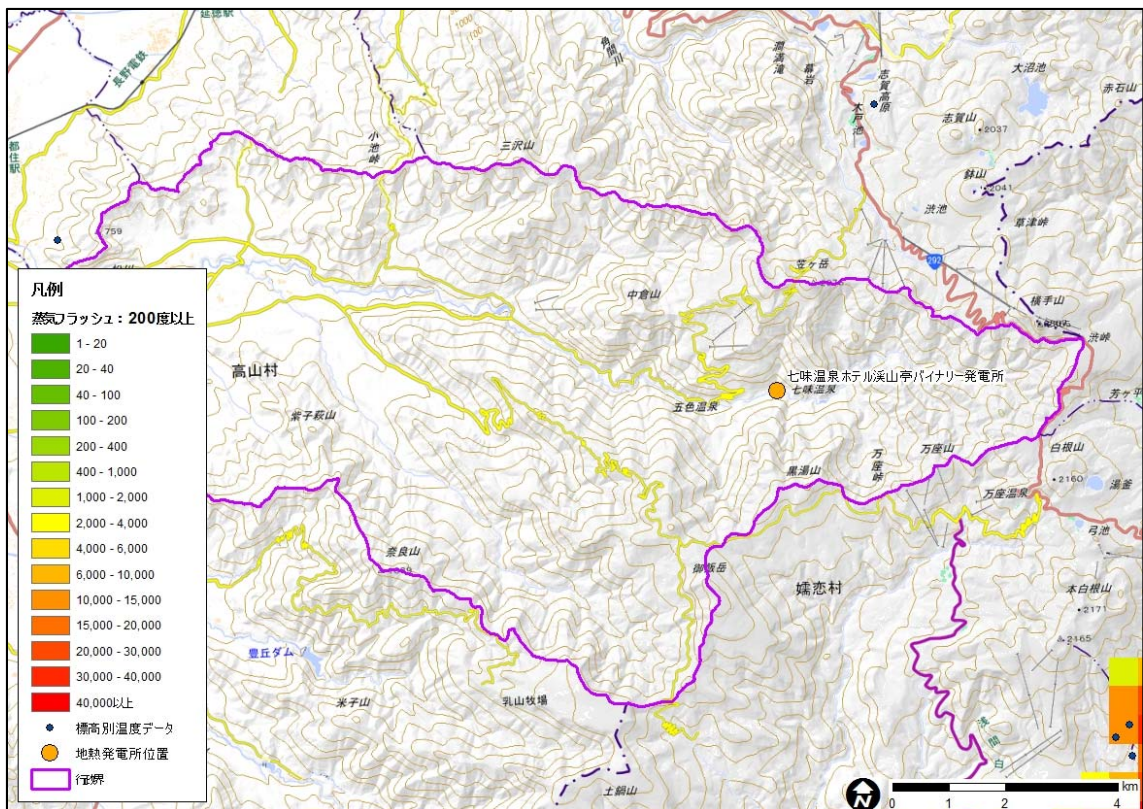 延徳駅
長野電鉄
都住駅
小池峠
三沢山
角間川
澗満滝
幕岩
志賀高原
木戸池
大沼池
赤石山
志賀山
2037
鉢山
2041
渋池
草津峠
759
笠ヶ岳
292
中倉山
横手山
渋峠
高山村
七味温泉ホテル渓山亭バイナリー発電所
七味温泉
五色温泉
紫子萩山
芳ヶ平
万座峠
万座山
白根山
黒湯山
2160
湯釜
万座温泉
弓池
奈良山
御飯岳
嬬恋村
本白根山
2171
2165
豊丘ダム
米子山
乳山牧場
土鍋山
浅間白
凡例
蒸気フラッシュ：200度以上
1 - 20
20 - 40
40 - 100
100 - 200
200 - 400
400 - 1,000
1,000 - 2,000
2,000 - 4,000
4,000 - 6,000
6,000 - 10,000
10,000 - 15,000
15,000 - 20,000
20,000 - 30,000
30,000 - 40,000
40,000以上
標高別温度データ
地熱発電所位置
行政界
N
km
0 1 2 4